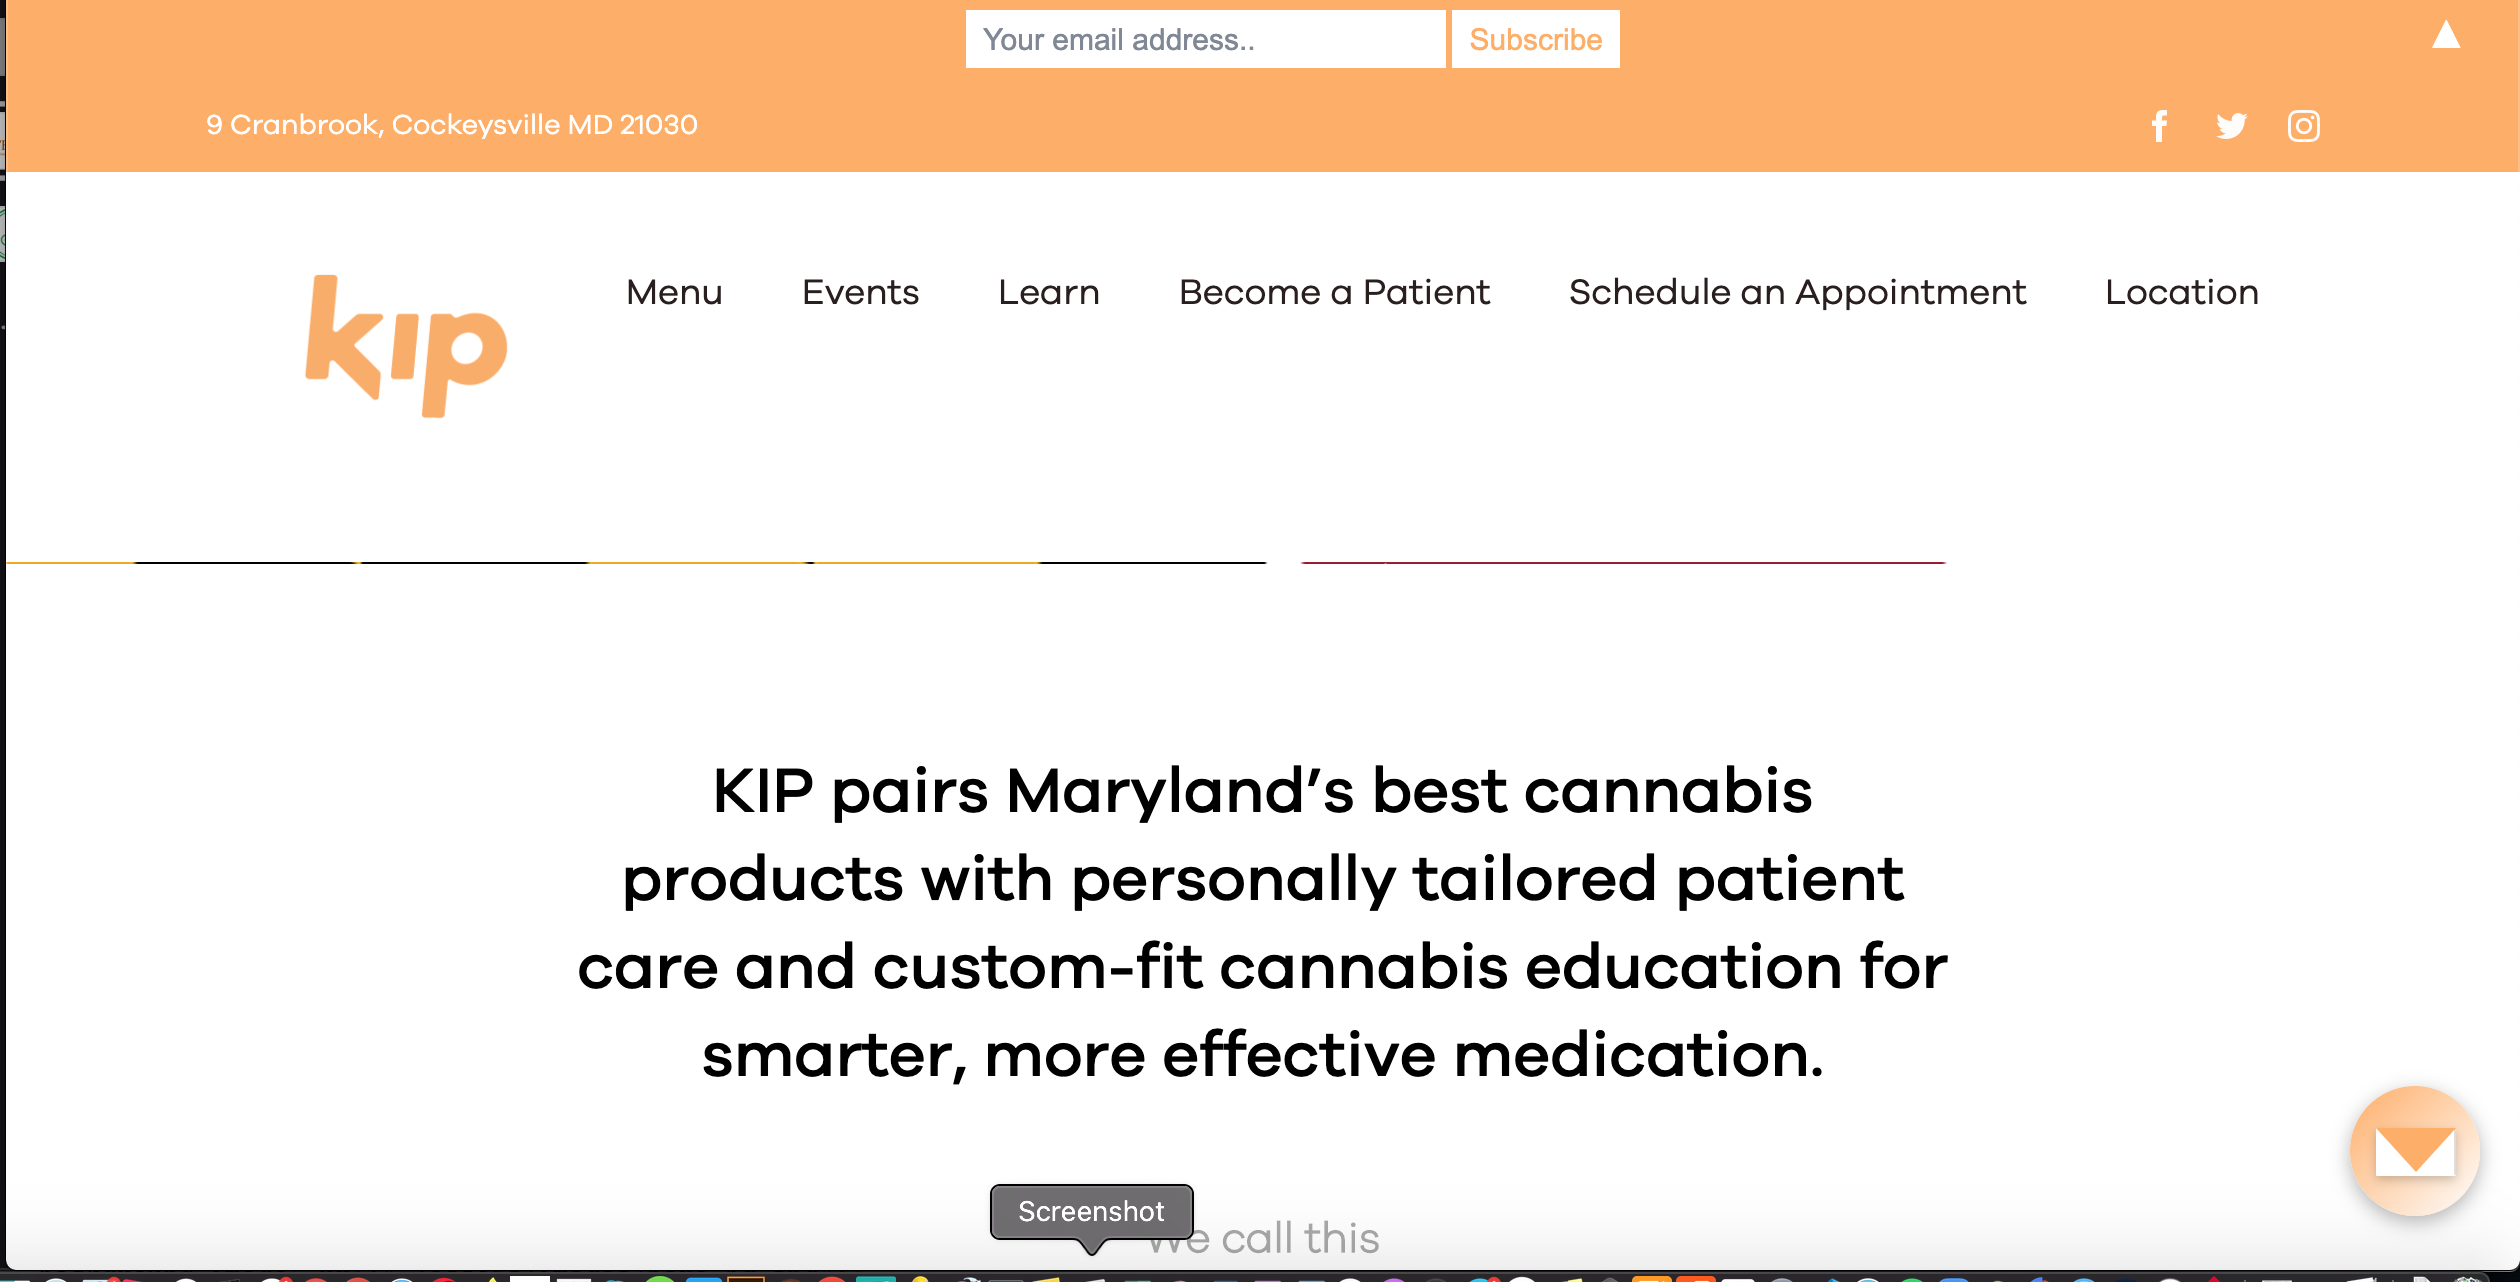 Your email address.. Subscribe
9 Cranbrook, Cockeysville MD 21030
kip
Menu Events Learn Become a Patient Schedule an Appointment Location
KIP pairs Maryland’s best cannabis
products with personally tailored patient
care and custom-fit cannabis education for
smarter, more effective medication.
Screenshot
We call this